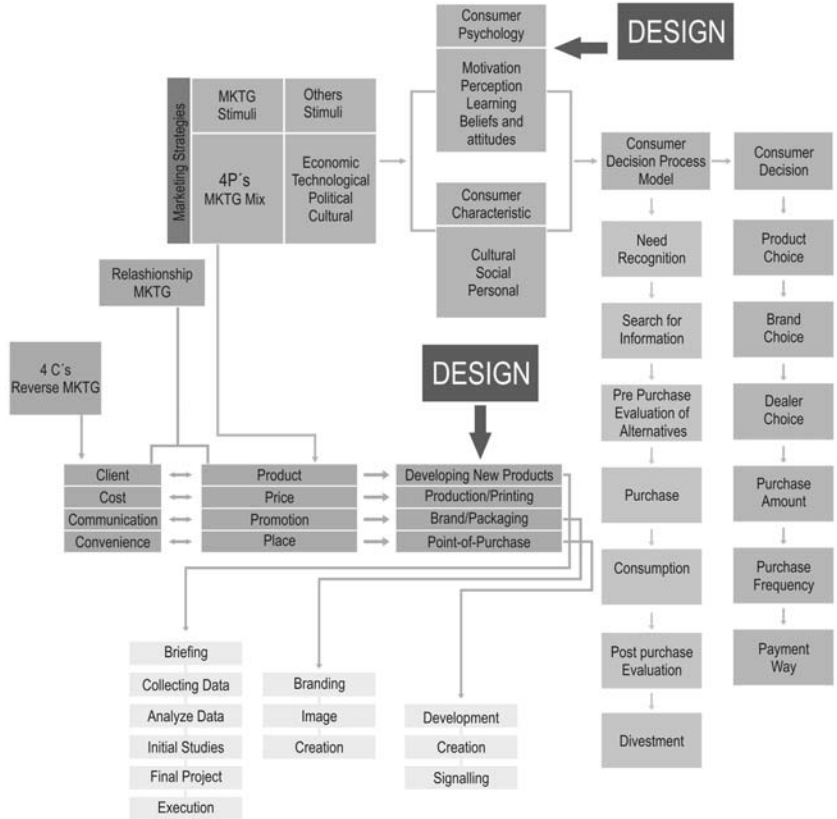 Consumer
Psychology
DESIGN
Motivation
Perception
Learning
Beliefs and
attitudes
Marketing Strategies
MKTG
Stimuli
Others
Stimuli
4P´s
MKTG Mix
Economic
Technological
Political
Cultural
Consumer
Characteristic
Cultural
Social
Personal
Consumer
Decision Process
Model
Consumer
Decision
Need
Recognition
Search for
Information
Pre Purchase
Evaluation of
Alternatives
Purchase
Consumption
Post purchase
Evaluation
Divestment
Product
Choice
Brand
Choice
Dealer
Choice
Purchase
Amount
Purchase
Frequency
Payment
Way
Relashionship
MKTG
4 C´s
Reverse MKTG
DESIGN
Client
Product
Developing New Products
Cost
Price
Production/Printing
Communication
Promotion
Brand/Packaging
Convenience
Place
Point-of-Purchase
Briefing
Collecting Data
Analyze Data
Initial Studies
Final Project
Execution
Branding
Image
Creation
Development
Creation
Signalling